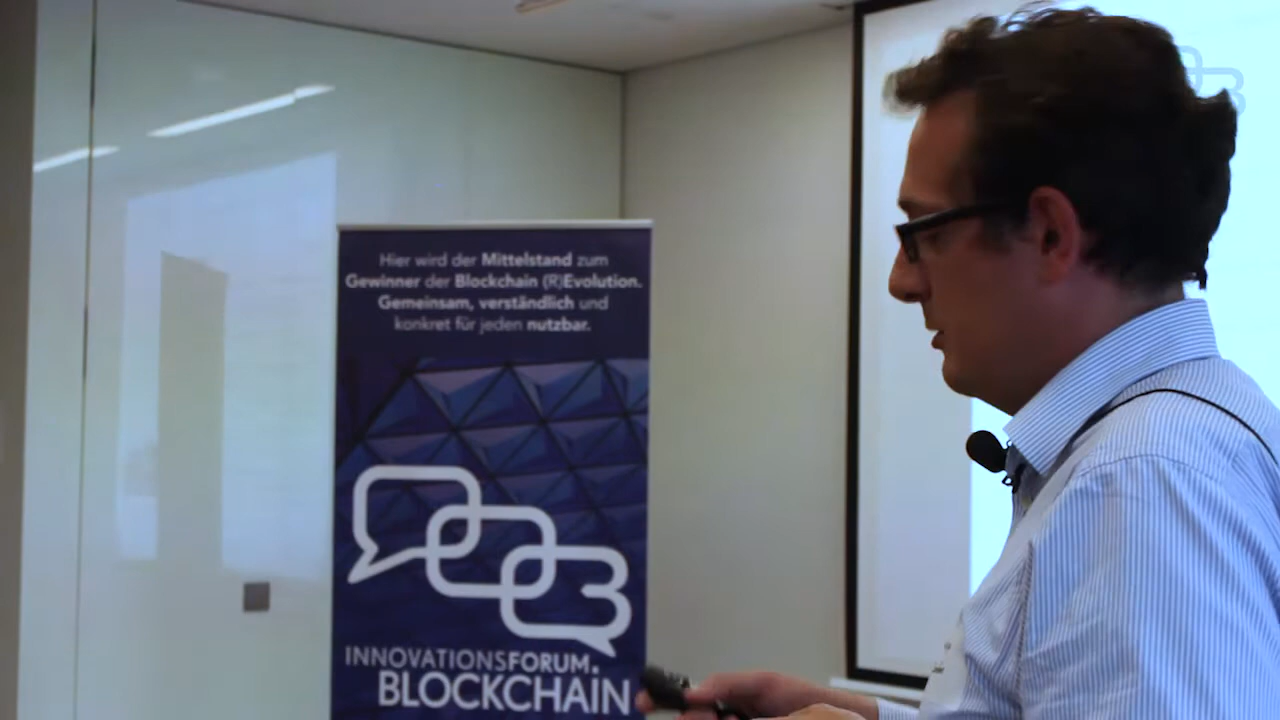 Hier wird der Mittelstand zum
Gewinner der Blockchain (R)Evolution.
Gemeinsam, verständlich und
konkret für jeden nutzbar.
INNOVATIONSFORUM.
BLOCKCHAIN